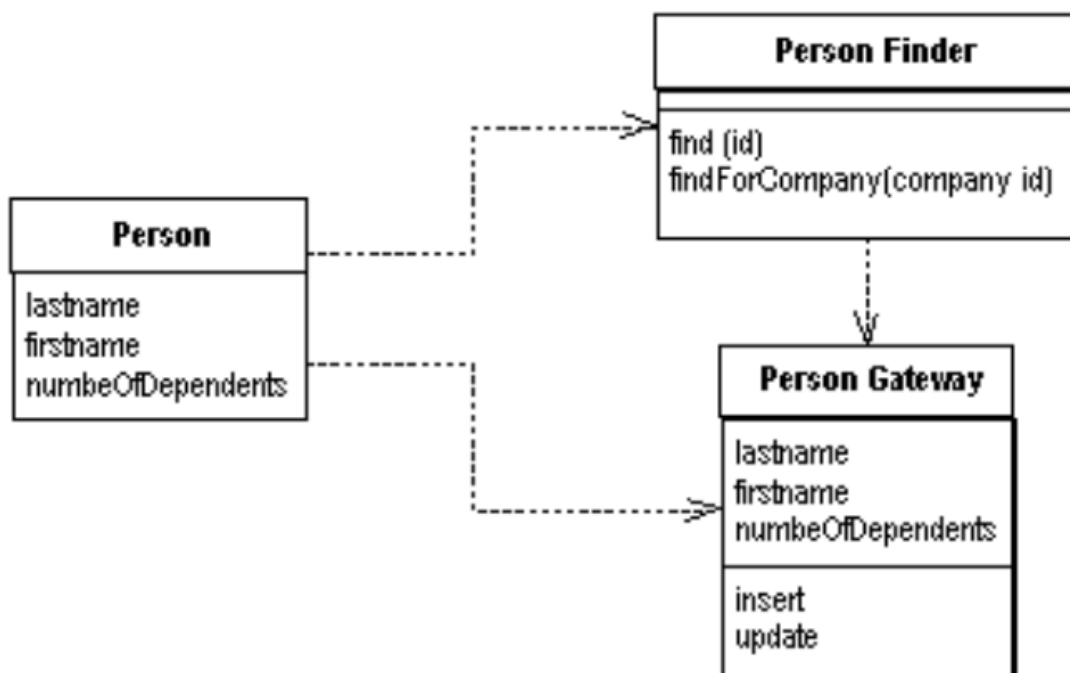 Person Finder
find (id)
findForCompany(company id)
Person
lastname
firstname
numbeOfDependents
Person Gateway
lastname
firstname
numbeOfDependents
insert
update